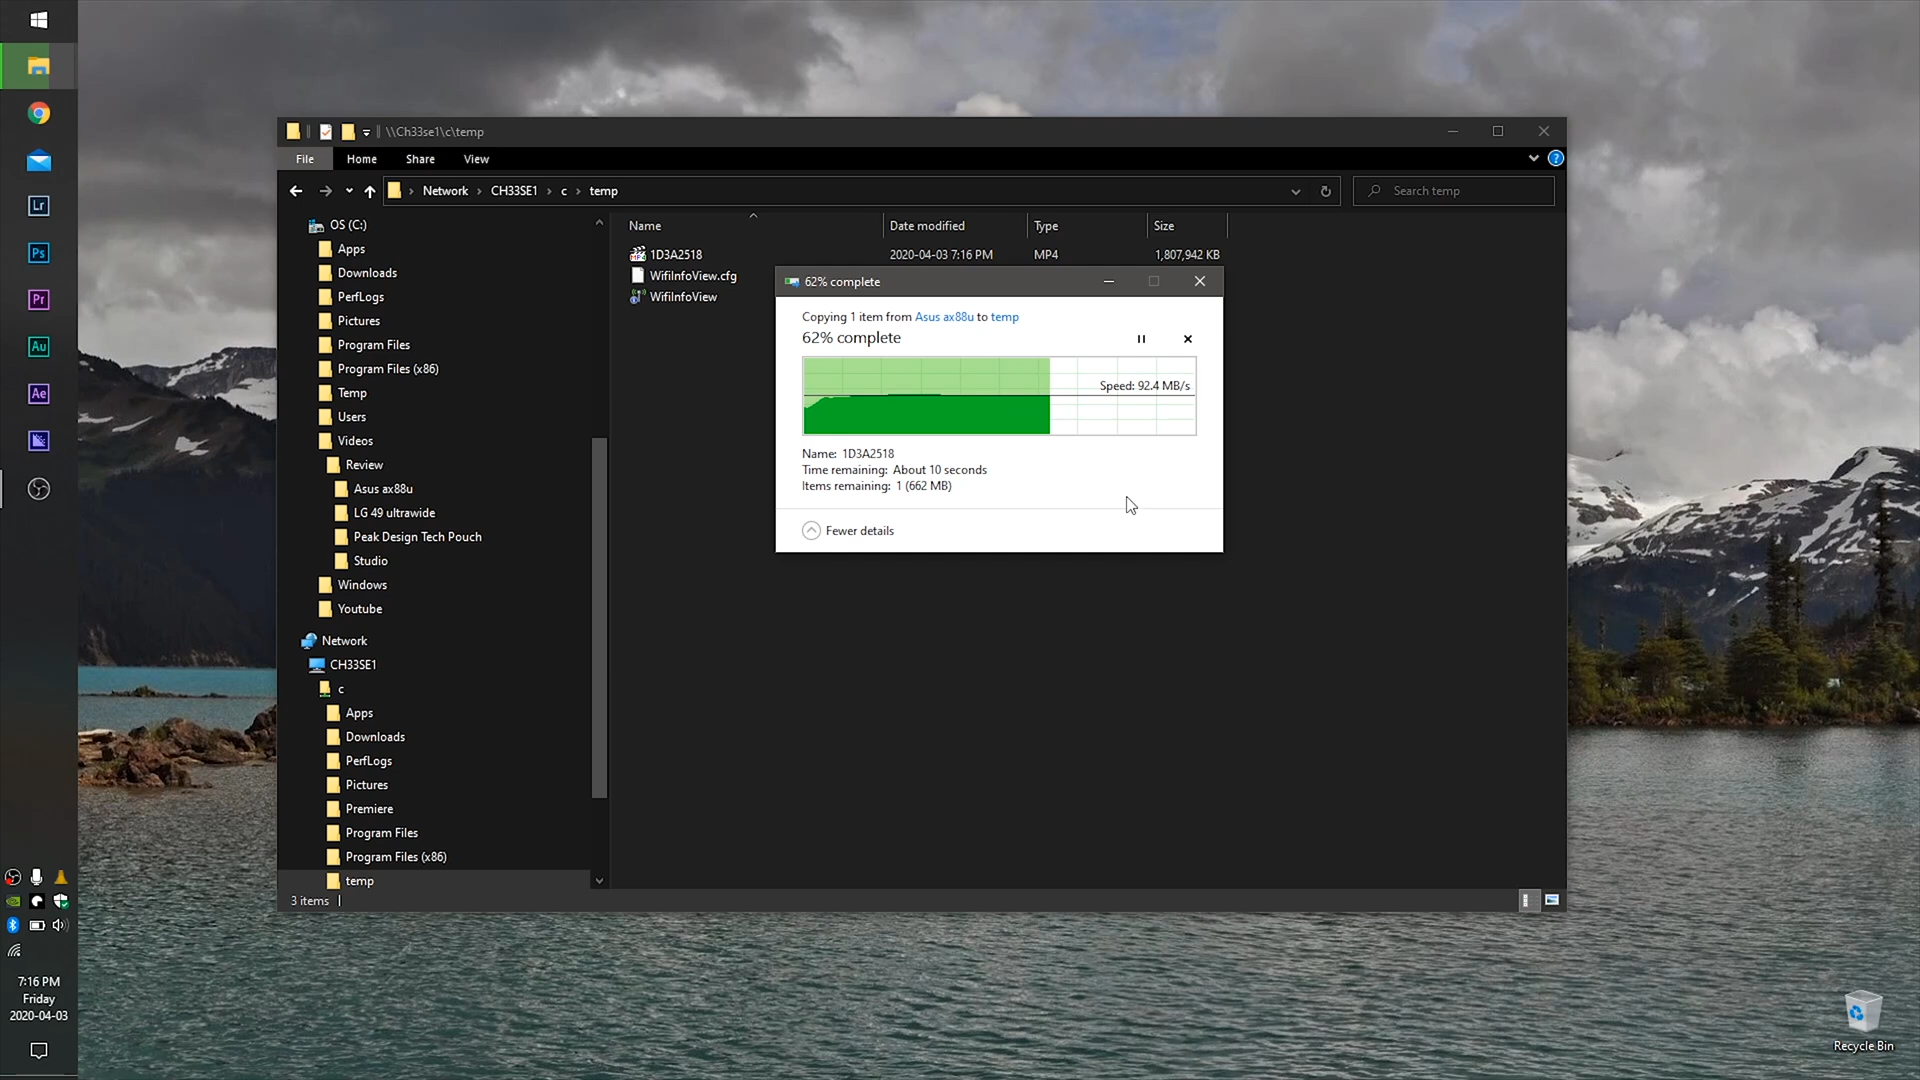 \\Ch33se1\c\temp
File Home Share View
Network CH33SE1 c temp
Search temp
OS (C:)
Apps
Downloads
PerfLogs
Pictures
Program Files
Program Files (x86)
Temp
Users
Videos
Review
Asus ax88u
LG 49 ultrawide
Peak Design Tech Pouch
Studio
Windows
Youtube
Network
CH33SE1
c
Apps
Downloads
PerfLogs
Pictures
Premiere
Program Files
Program Files (x86)
temp
3 items
Name Date modified Type Size
1D3A2518 2020-04-03 7:16 PM MP4 1,807,942 KB
WifiInfoView.cfg
WifiInfoView
62% complete
Copying 1 item from Asus ax88u to temp
62% complete
Speed: 92.4 MB/s
Name: 1D3A2518
Time remaining: About 10 seconds
Items remaining: 1 (662 MB)
Fewer details
Lr
Ps
Pr
Au
Ae
7:16 PM
Friday
2020-04-03
Recycle Bin